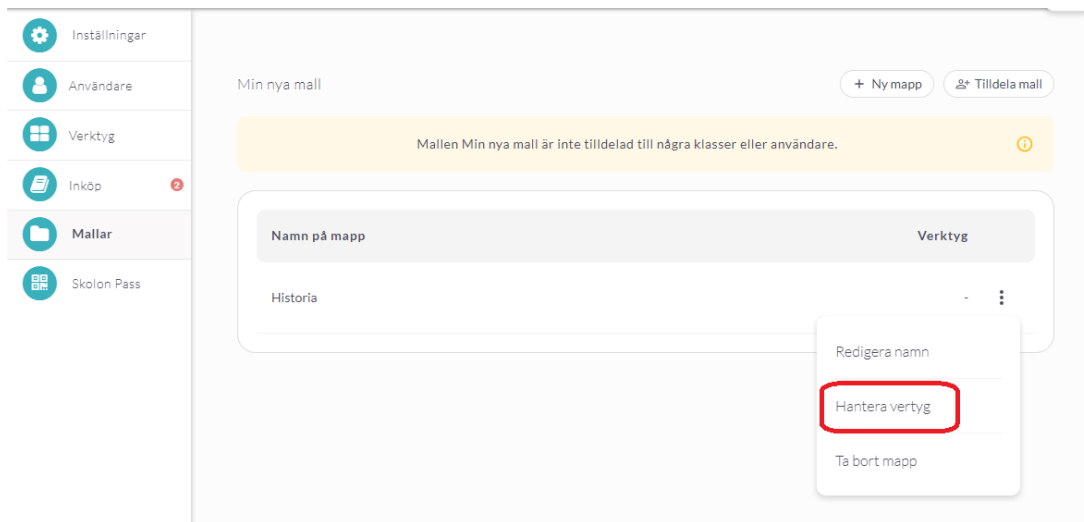 Inställningar
Användare
Verktyg
Inköp 2
Mallar
Skolon Pass
Min nya mall
+ Ny mapp
Tilldela mall
Mallen Min nya mall är inte tilldelad till några klasser eller användare.
Namn på mapp Verktyg
Historia -
Redigera namn
Hantera vertyg
Ta bort mapp